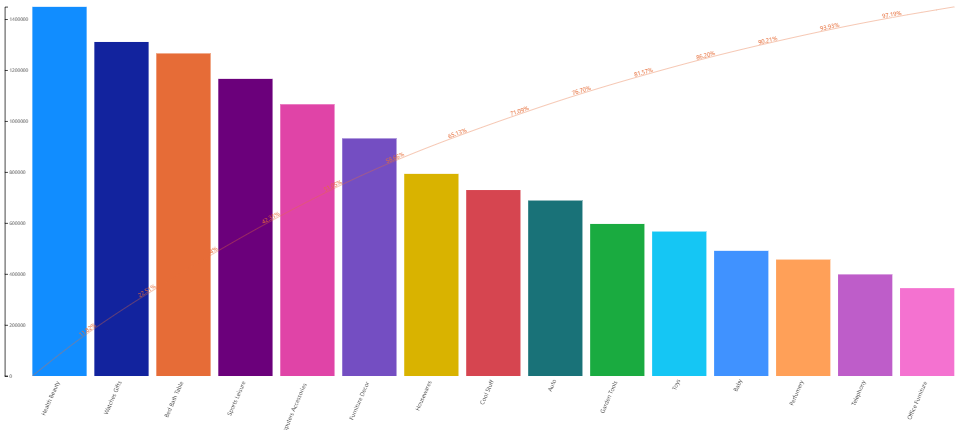 1400000
1200000
1000000
800000
600000
400000
200000
0
97.19%
93.93%
90.21%
86.20%
81.57%
76.70%
71.09%
65.13%
Health Beauty
Watches Gifts
Bed Bath Table
Sports Leisure
Accessories
Furniture Decor
Housewares
Cool Stuff
Auto
Garden Tools
Toys
Baby
Perfumery
Telephony
Office Furniture